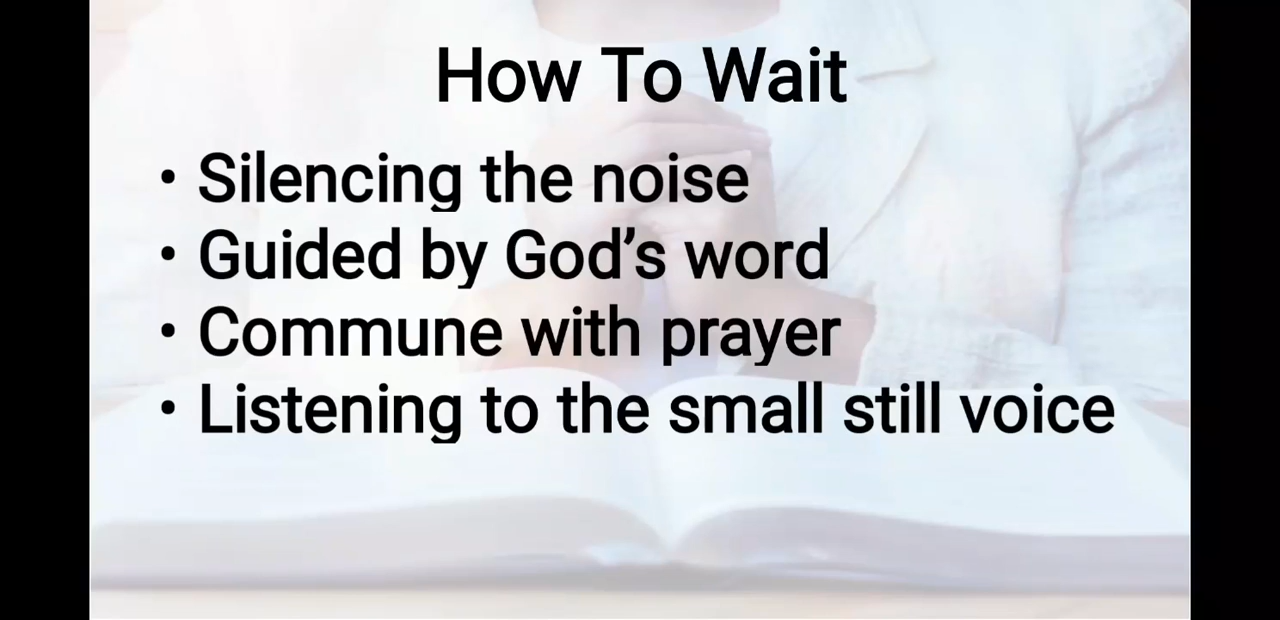 How To Wait
• Silencing the noise
• Guided by God’s word
• Commune with prayer
• Listening to the small still voice